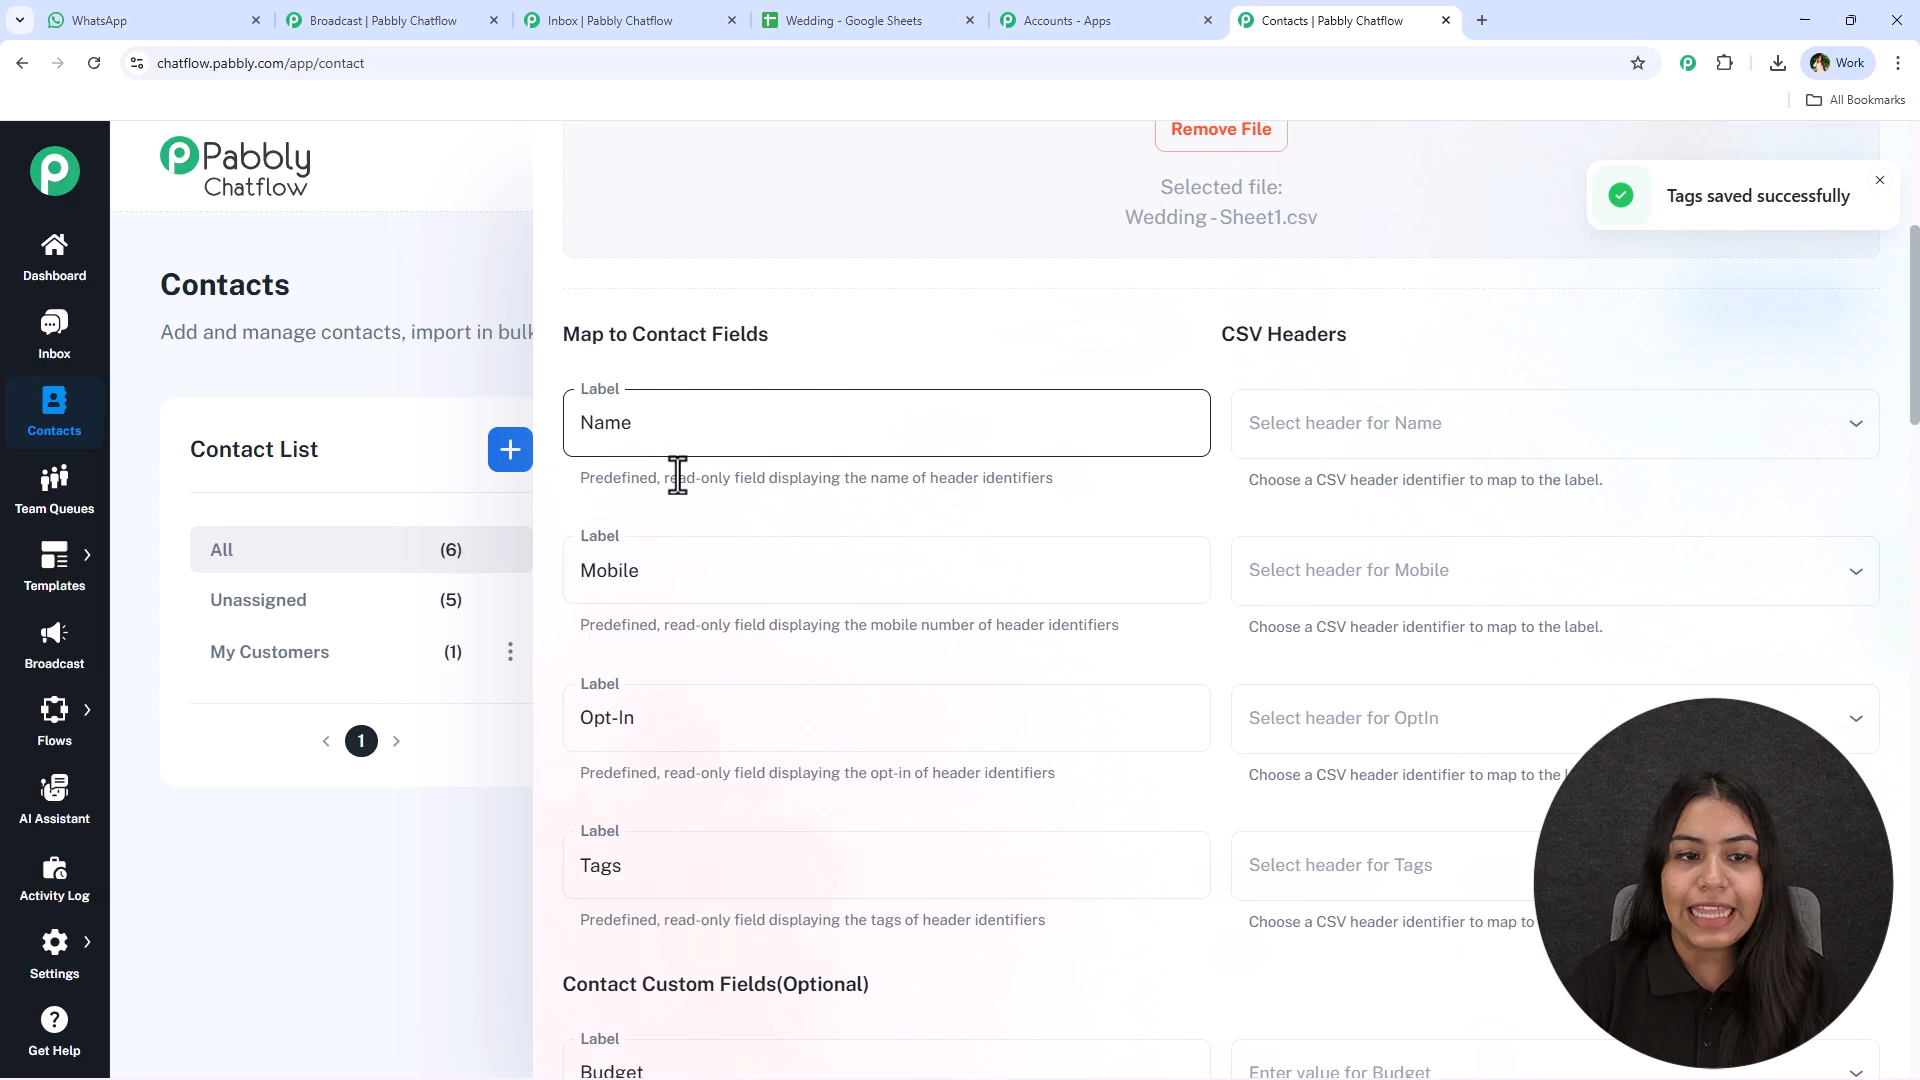 WhatsApp
Broadcast | Pabbly Chatflow
Inbox | Pabbly Chatflow
Wedding - Google Sheets
Accounts - Apps
Contacts | Pabbly Chatflow
chatflow.pabbly.com/app/contact
Work
All Bookmarks
Pabbly
Chatflow
Dashboard
Inbox
Contacts
Team Queues
Templates
Broadcast
Flows
AI Assistant
Activity Log
Settings
Get Help
Contacts
Add and manage contacts, import in bulk
Contact List
All (6)
Unassigned (5)
My Customers (1)
1
Remove File
Selected file:
Wedding - Sheet1.csv
Tags saved successfully
Map to Contact Fields
CSV Headers
Label
Name
Select header for Name
Predefined, read-only field displaying the name of header identifiers
Choose a CSV header identifier to map to the label.
Label
Mobile
Select header for Mobile
Predefined, read-only field displaying the mobile number of header identifiers
Choose a CSV header identifier to map to the label.
Label
Opt-In
Select header for OptIn
Predefined, read-only field displaying the opt-in of header identifiers
Choose a CSV header identifier to map to the
Label
Tags
Select header for Tags
Predefined, read-only field displaying the tags of header identifiers
Choose a CSV header identifier to map to
Contact Custom Fields(Optional)
Label
Budget
Enter value for Budget